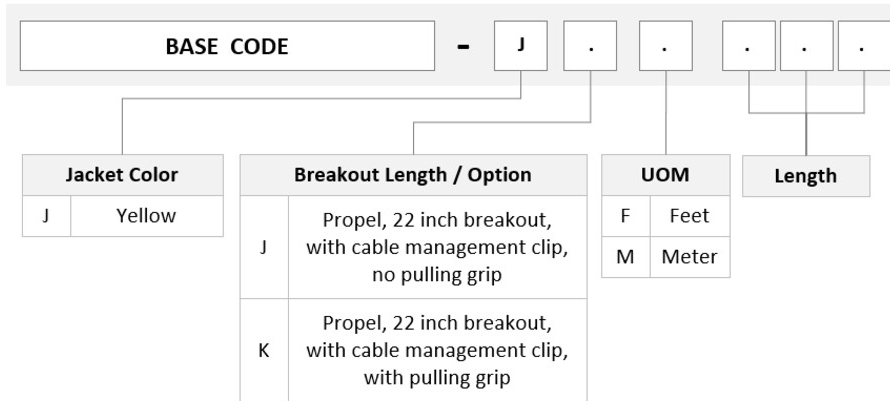 BASE CODE - J . . . . .
Jacket Color
J Yellow
Breakout Length / Option
J
Propel, 22 inch breakout,
with cable management clip,
no pulling grip
K
Propel, 22 inch breakout,
with cable management clip,
with pulling grip
UOM
F Feet
M Meter
Length